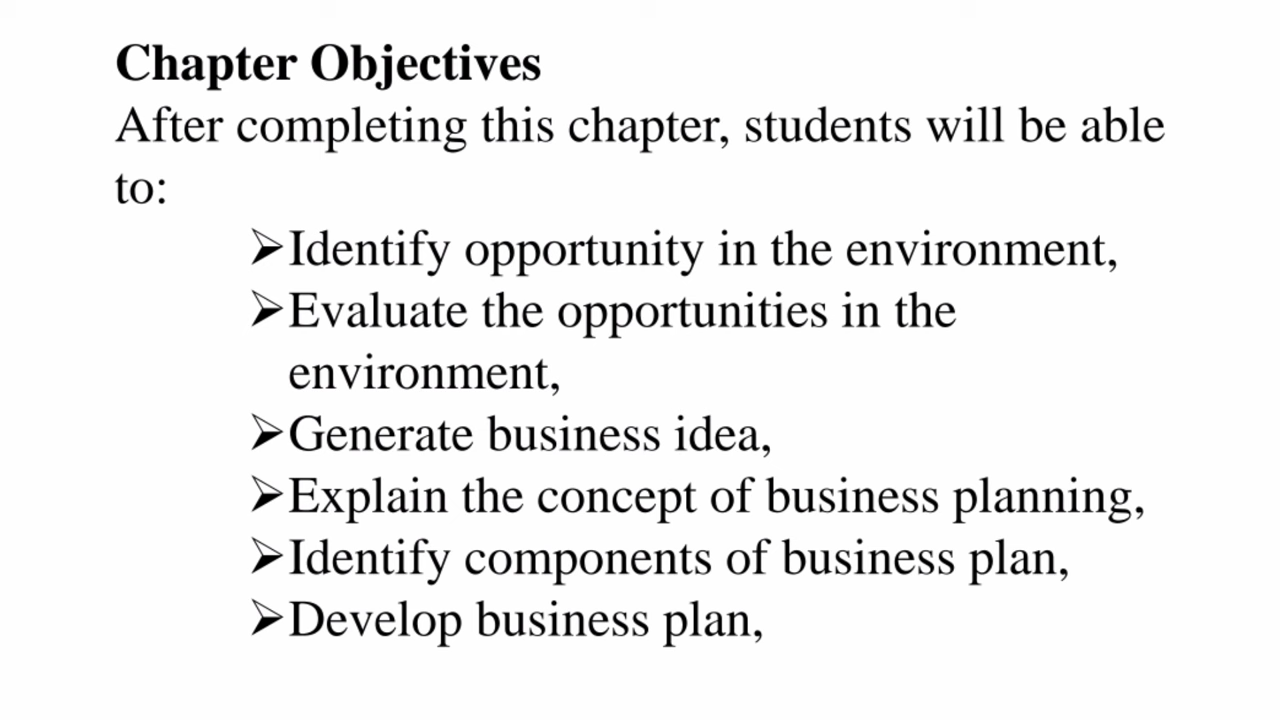 Chapter Objectives
After completing this chapter, students will be able
to:
➢Identify opportunity in the environment,
➢Evaluate the opportunities in the
environment,
➢Generate business idea,
➢Explain the concept of business planning,
➢Identify components of business plan,
➢Develop business plan,